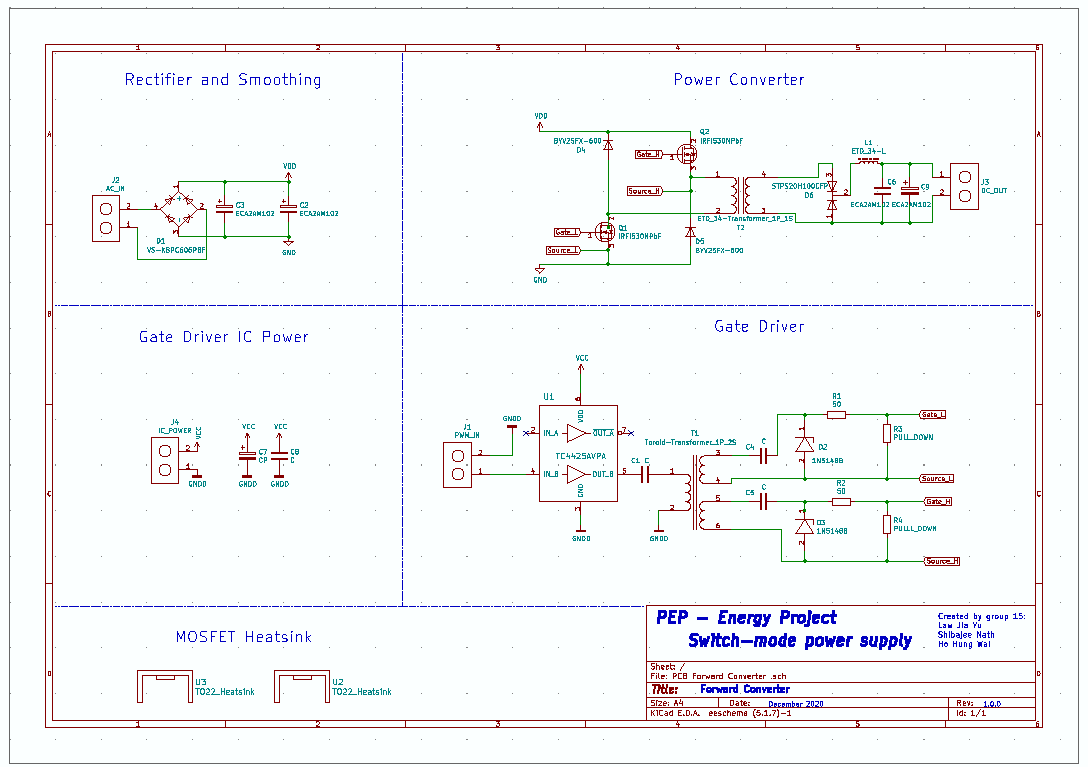 1 2 3 4 5 6
Rectifier and Smoothing
Power Converter
A
A
J2
AC_IN
2
1
D1
VS-KBPC606PBF
C3
ECA2AM102
VDD
C2
ECA2AM102
GND
VDD
BYV25FX-600
D4
Q2
IRFI530NPbF
Gate_H
Source_H
Gate_L
Source_L
Q1
IRFI530NPbF
D5
BYV25FX-600
GND
1
2
4
3
ETD_34-Transformer_1P_1S
T2
STPS20H100CFP
D6
L1
ETD_34-L
C6
ECA2AM102
C9
ECA2AM102
1
2
J3
DC_OUT
B
B
Gate Driver IC Power
Gate Driver
J4
IC_POWER
2
1
VCC
GNDD
VCC
C7
CP
GNDD
VCC
C8
C
GNDD
J1
PWM_IN
2
1
GNDD
VCC
U1
6
VDD
2
IN_A
OUT_A
7
TC4425AVPA
4
IN_B
OUT_B
5
GND
3
GNDD
C1 C
T1
Toroid-Transformer_1P_2S
1
2
3
4
5
6
GNDD
C4
C
D2
1N5148B
R1
50
R3
PULL_DOWN
Gate_L
Source_L
C
R2
50
D3
1N5148B
R4
PULLL_DOWN
Gate_H
Source_H
C
C
MOSFET Heatsink
U3
TO22_Heatsink
U2
TO22_Heatsink
D
D
PEP - Energy Project
Switch-mode power supply
Created by group 15:
Law Jia Yu
Shibajee Nath
Ho Hung Wai
Sheet: /
File: PCB Forward Converter .sch
Title: Forward Converter
Size: A4 Date: December 2020 Rev: 1.0.0
KiCad E.D.A. eeschema (5.1.7)-1 Id: 1/1
1 2 3 4 5 6